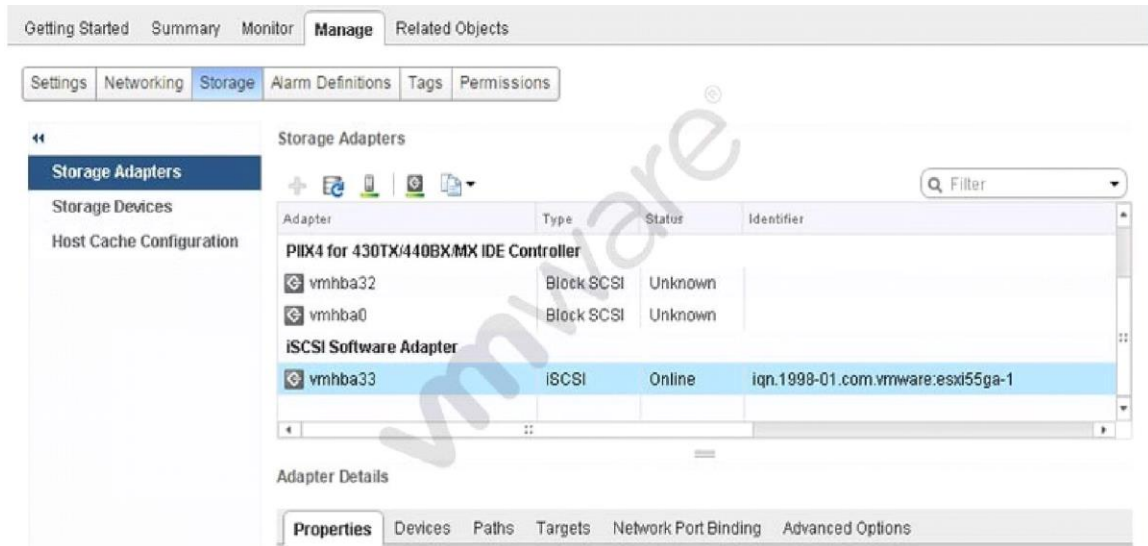 Getting Started Summary Monitor Manage Related Objects
Settings Networking Storage Alarm Definitions Tags Permissions
Storage Adapters
Storage Devices
Host Cache Configuration
Storage Adapters
Filter
Adapter Type Status Identifier
PIIX4 for 430TX/440BX/MX IDE Controller
vmhba32 Block SCSI Unknown
vmhba0 Block SCSI Unknown
iSCSI Software Adapter
vmhba33 iSCSI Online iqn.1998-01.com.vmware:esxi55ga-1
Adapter Details
Properties Devices Paths Targets Network Port Binding Advanced Options
vmware®